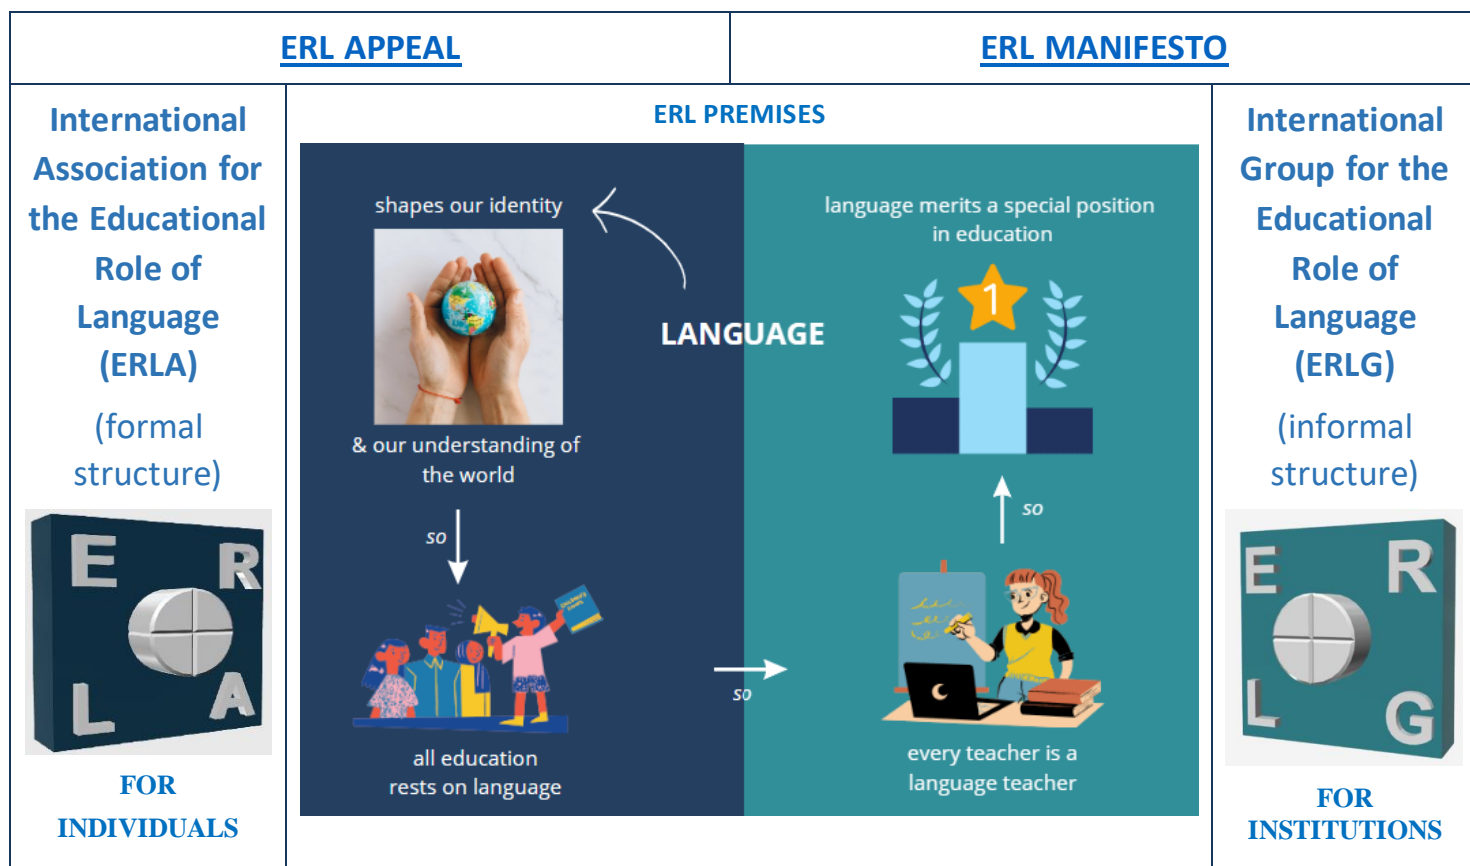 ERL APPEAL
ERL MANIFESTO
International
Association for
the Educational
Role of
Language
(ERLA)
(formal
structure)
E R
L A
FOR
INDIVIDUALS
ERL PREMISES
shapes our identity
LANGUAGE
& our understanding of
the world
so
all education
rests on language
so
every teacher is a
language teacher
so
language merits a special position
in education
1
International
Group for the
Educational
Role of
Language
(ERLG)
(informal
structure)
E R
L G
FOR
INSTITUTIONS